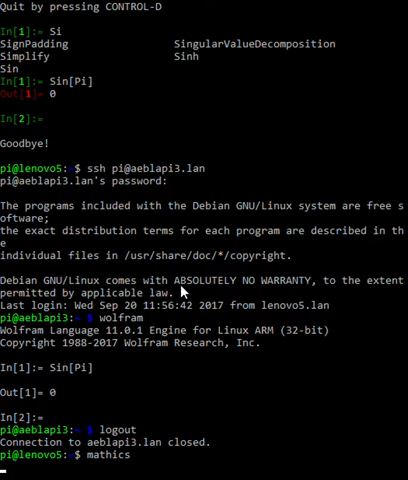 Quit by pressing CONTROL-D
In[1]:= Si
SignPadding SingularValueDecomposition
Simplify Sinh
Sin
In[1]:= Sin[Pi]
Out[1]= 0
In[2]:=
Goodbye!
pi@lenovo5:~ $ ssh pi@aeblapi3.lan
pi@aeblapi3.lan's password:
The programs included with the Debian GNU/Linux system are free s
oftware;
the exact distribution terms for each program are described in th
e
individual files in /usr/share/doc/*/copyright.
Debian GNU/Linux comes with ABSOLUTELY NO WARRANTY, to the extent
permitted by applicable law.
Last login: Wed Sep 20 11:56:42 2017 from lenovo5.lan
pi@aeblapi3:~ $ wolfram
Wolfram Language 11.0.1 Engine for Linux ARM (32-bit)
Copyright 1988-2017 Wolfram Research, Inc.
In[1]:= Sin[Pi]
Out[1]= 0
In[2]:=
pi@aeblapi3:~ $ logout
Connection to aeblapi3.lan closed.
pi@lenovo5:~ $ mathics